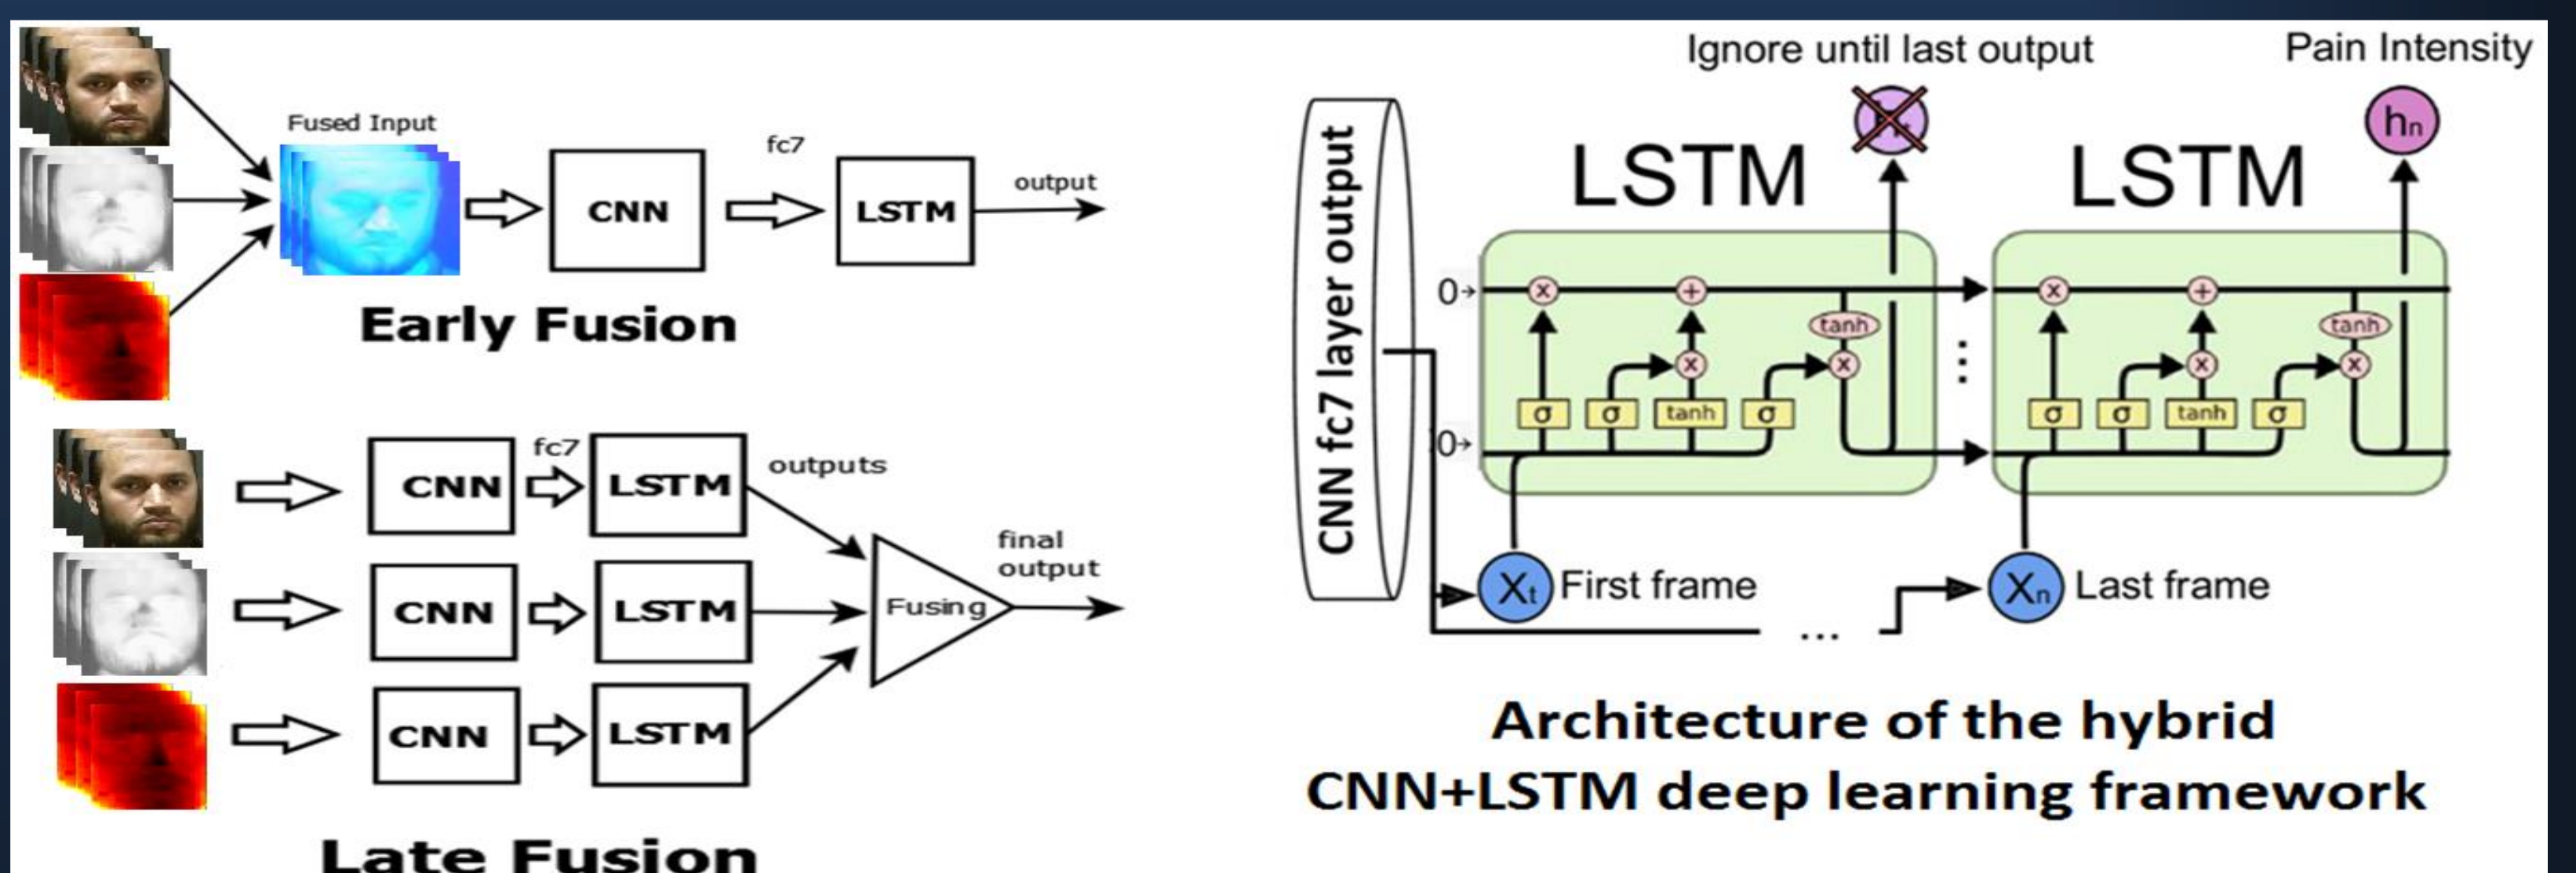 Fused Input
CNN
fc7
LSTM
output
Early Fusion
CNN
fc7
LSTM
outputs
CNN
LSTM
CNN
LSTM
Fusing
final
output
Late Fusion
Ignore until last output
Pain Intensity
hn
CNN fc7 layer output
LSTM
LSTM
0
x
+
tanh
x
x
σ
σ
tanh
σ
0
...
x
+
tanh
x
x
σ
σ
tanh
σ
Xt First frame
...
Xn Last frame
Architecture of the hybrid
CNN+LSTM deep learning framework